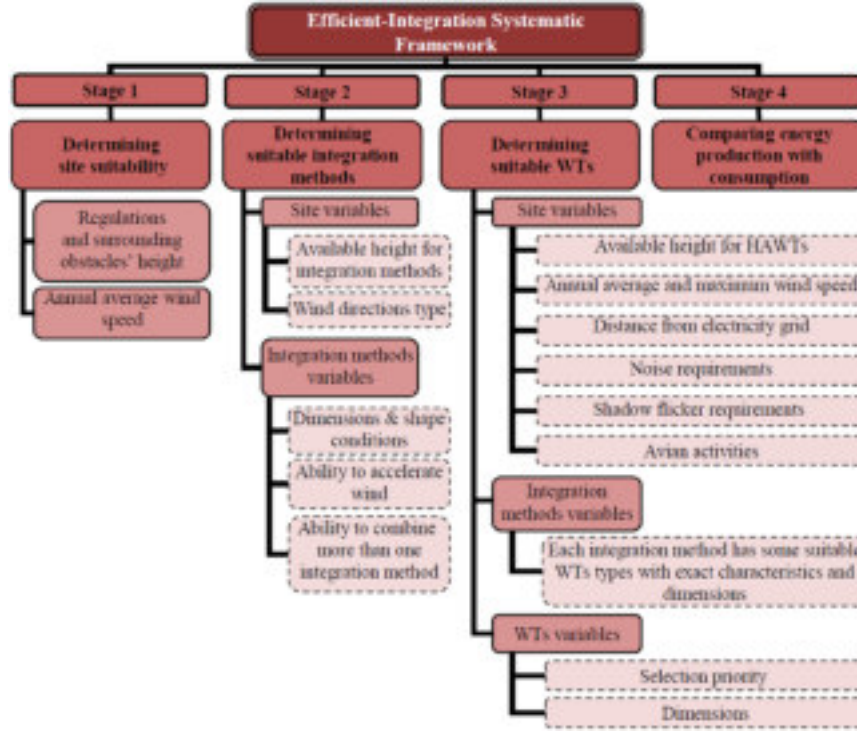 Efficient-Integration Systematic
Framework
Stage 1
Stage 2
Stage 3
Stage 4
Determining
site suitability
Determining
suitable integration
methods
Determining
suitable WTs
Comparing energy
production with
consumption
Regulations
and surrounding
obstacles' height
Annual average wind
speed
Site variables
Available height for
integration methods
Wind directions type
Integration methods
variables
Dimensions & shape
conditions
Ability to accelerate
wind
Ability to combine
more than one
integration method
Site variables
Available height for HAWTs
Annual average and maximum wind speed
Distance from electricity grid
Noise requirements
Shadow flicker requirements
Avian activities
Integration
methods variables
Each integration method has some suitable
WTs types with exact characteristics and
dimensions
WTs variables
Selection priority
Dimensions